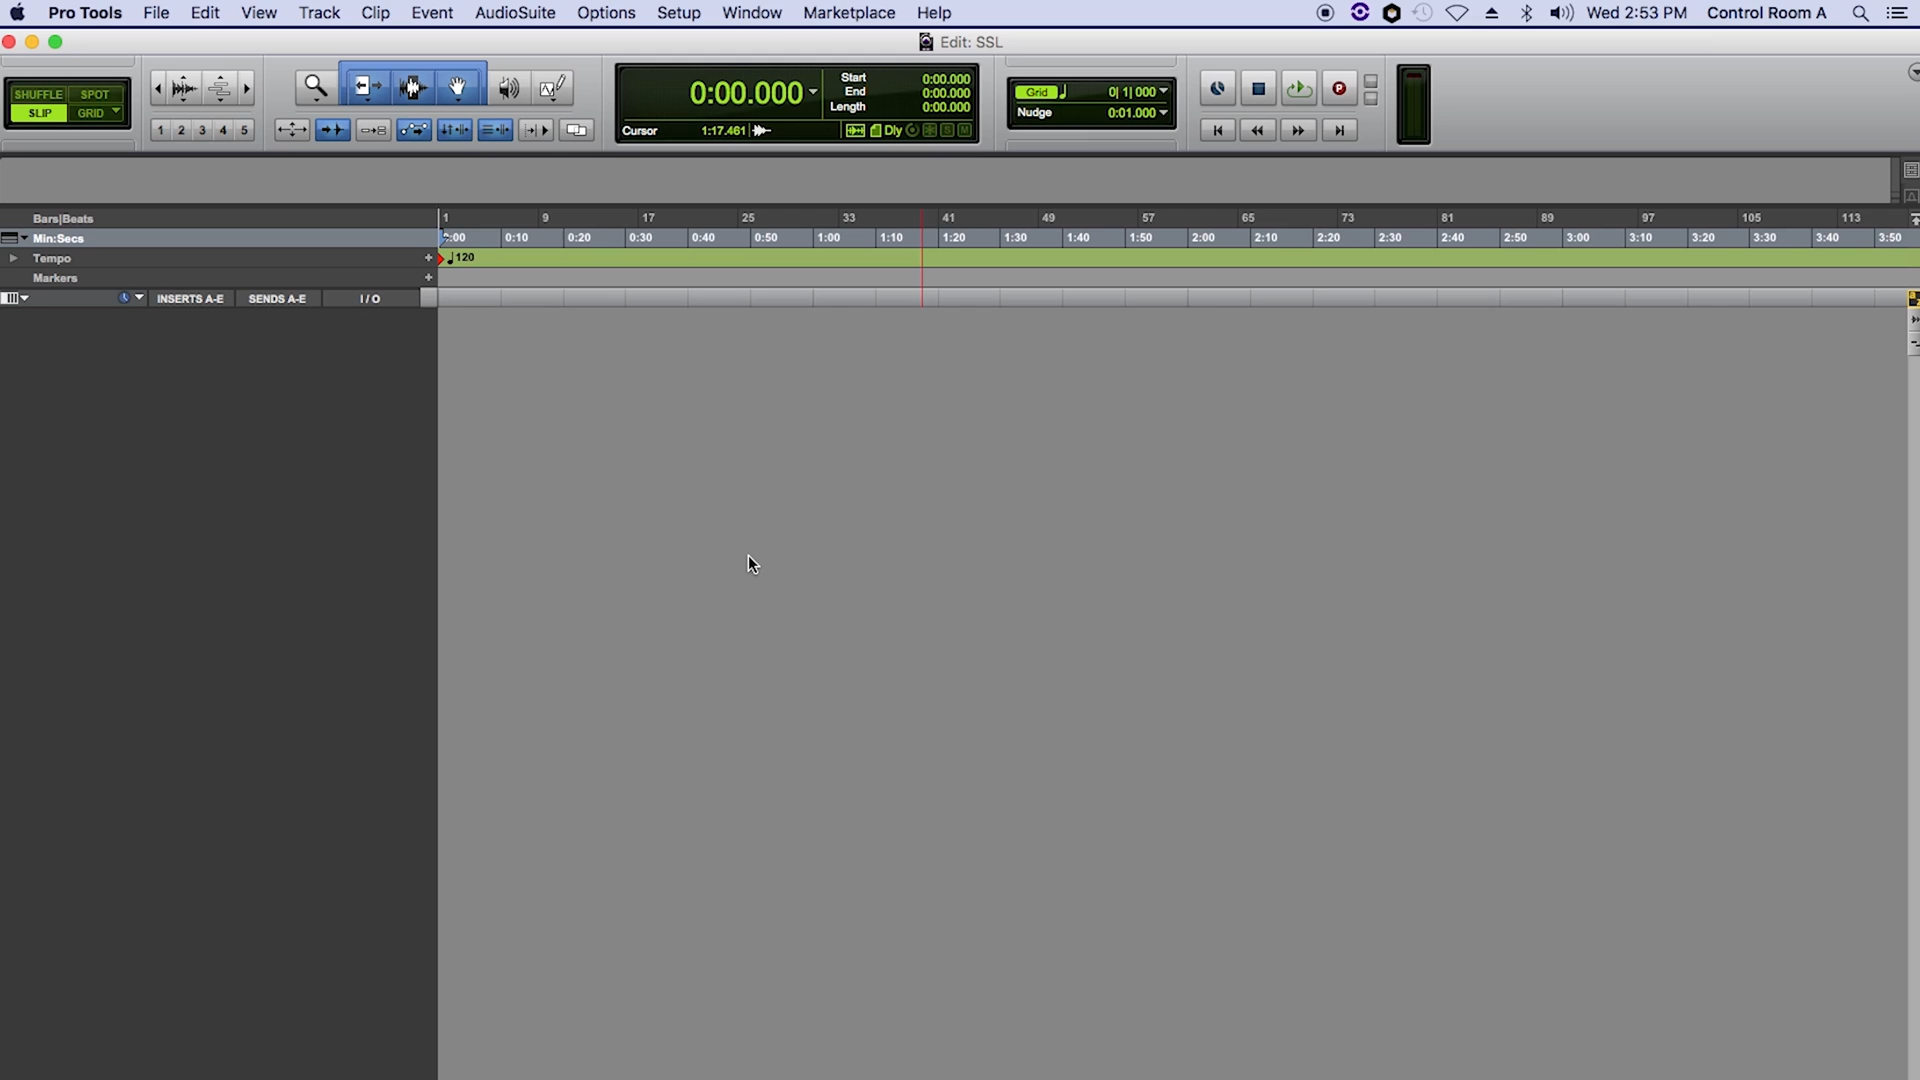 Pro Tools File Edit View Track Clip Event AudioSuite Options Setup Window Marketplace Help Wed 2:53 PM Control Room A
Edit: SSL
SHUFFLE SPOT
SLIP GRID
1 2 3 4 5
0:00.000
Start 0:00.000
End 0:00.000
Length 0:00.000
Cursor 1:17.461 Dly S M
Grid 0| 1| 000
Nudge 0:01.000
P
Bars|Beats 1 9 17 25 33 41 49 57 65 73 81 89 97 105 113
Min:Secs :00 0:10 0:20 0:30 0:40 0:50 1:00 1:10 1:20 1:30 1:40 1:50 2:00 2:10 2:20 2:30 2:40 2:50 3:00 3:10 3:20 3:30 3:40 3:50
Tempo + ♩120
Markers +
INSERTS A-E SENDS A-E I / O